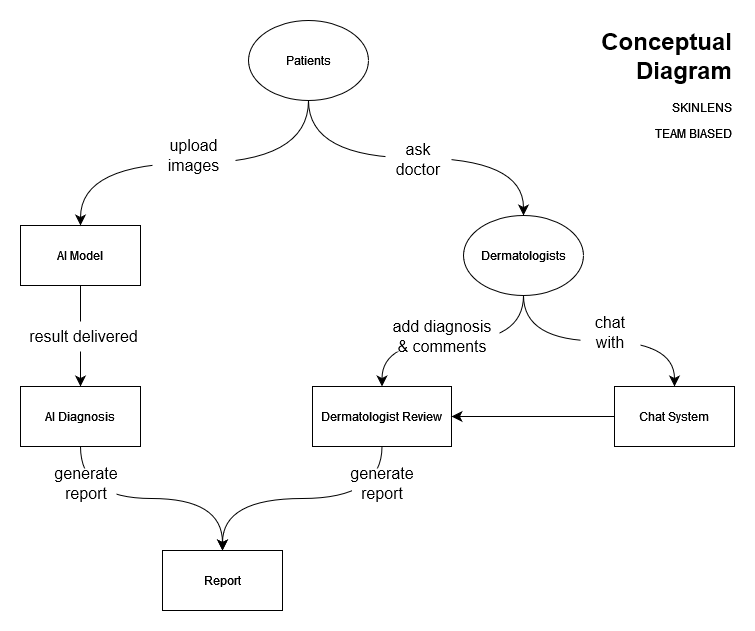 Conceptual
Diagram
SKINLENS
TEAM BIASED
Patients
upload
images
ask
doctor
AI Model
Dermatologists
result delivered
add diagnosis
& comments
chat
with
AI Diagnosis
Dermatologist Review
Chat System
generate
report
generate
report
Report